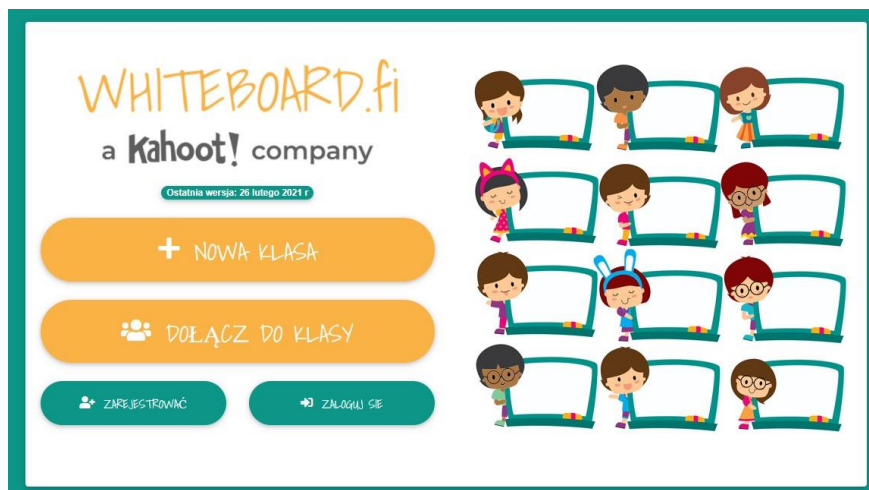 WHITEBOARD.fi
a Kahoot! company
Ostatnia wersja: 26 lutego 2021 r
NOWA KLASA
DOŁĄCZ DO KLASY
ZAREJESTROWAĆ
ZALOGUJ SIE